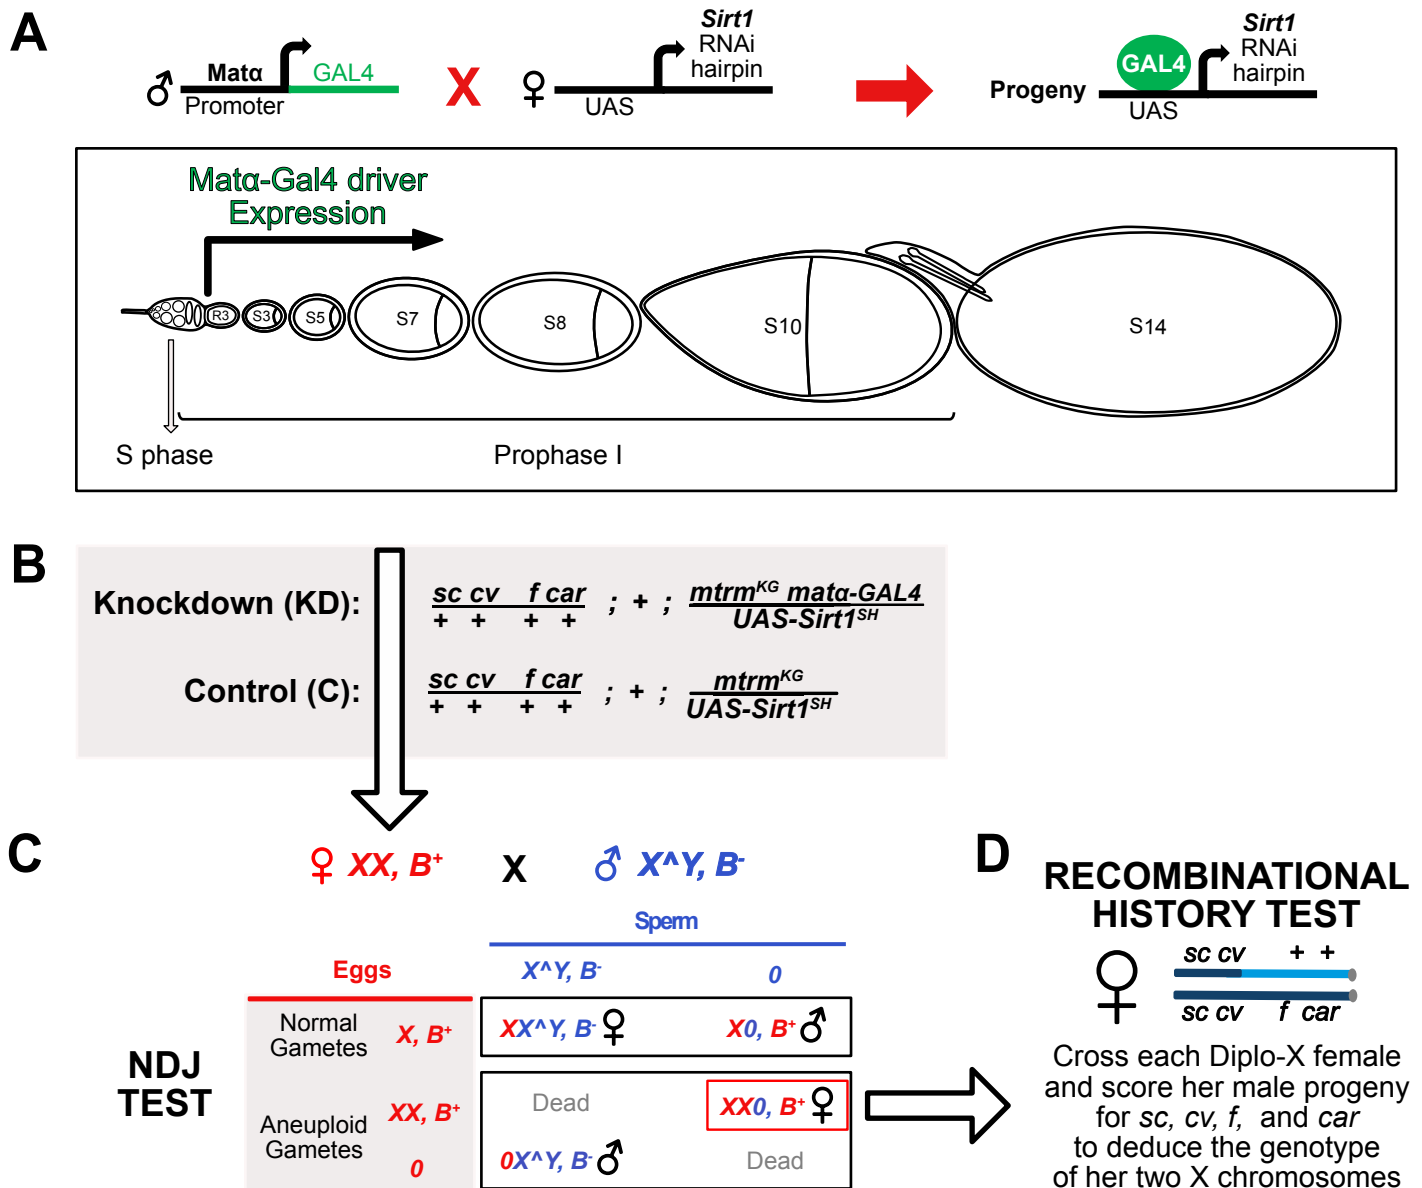 A
♂ Matα GAL4
Promoter
X
♀ Sirt1
RNAi
hairpin
UAS
Progeny
GAL4
Sirt1
RNAi
hairpin
UAS
Matα-Gal4 driver
Expression
R3 S3 S5 S7 S8 S10 S14
S phase
Prophase I
B
Knockdown (KD): sc cv f car ; + ; mtrm^KG matα-GAL4
+ + + + UAS-Sirt1^SH
Control (C): sc cv f car ; + ; mtrm^KG
+ + + + UAS-Sirt1^SH
C
♀ XX, B⁺ X ♂ X^Y, B⁻
Sperm
Eggs X^Y, B⁻ 0
NDJ
TEST
Normal
Gametes
X, B⁺ XX^Y, B⁻ ♀ X0, B⁺ ♂
Aneuploid
Gametes
XX, B⁺ Dead XX0, B⁺ ♀
0 0X^Y, B⁻ ♂ Dead
D
RECOMBINATIONAL
HISTORY TEST
♀ sc cv + +
sc cv f car
Cross each Diplo-X female
and score her male progeny
for sc, cv, f, and car
to deduce the genotype
of her two X chromosomes